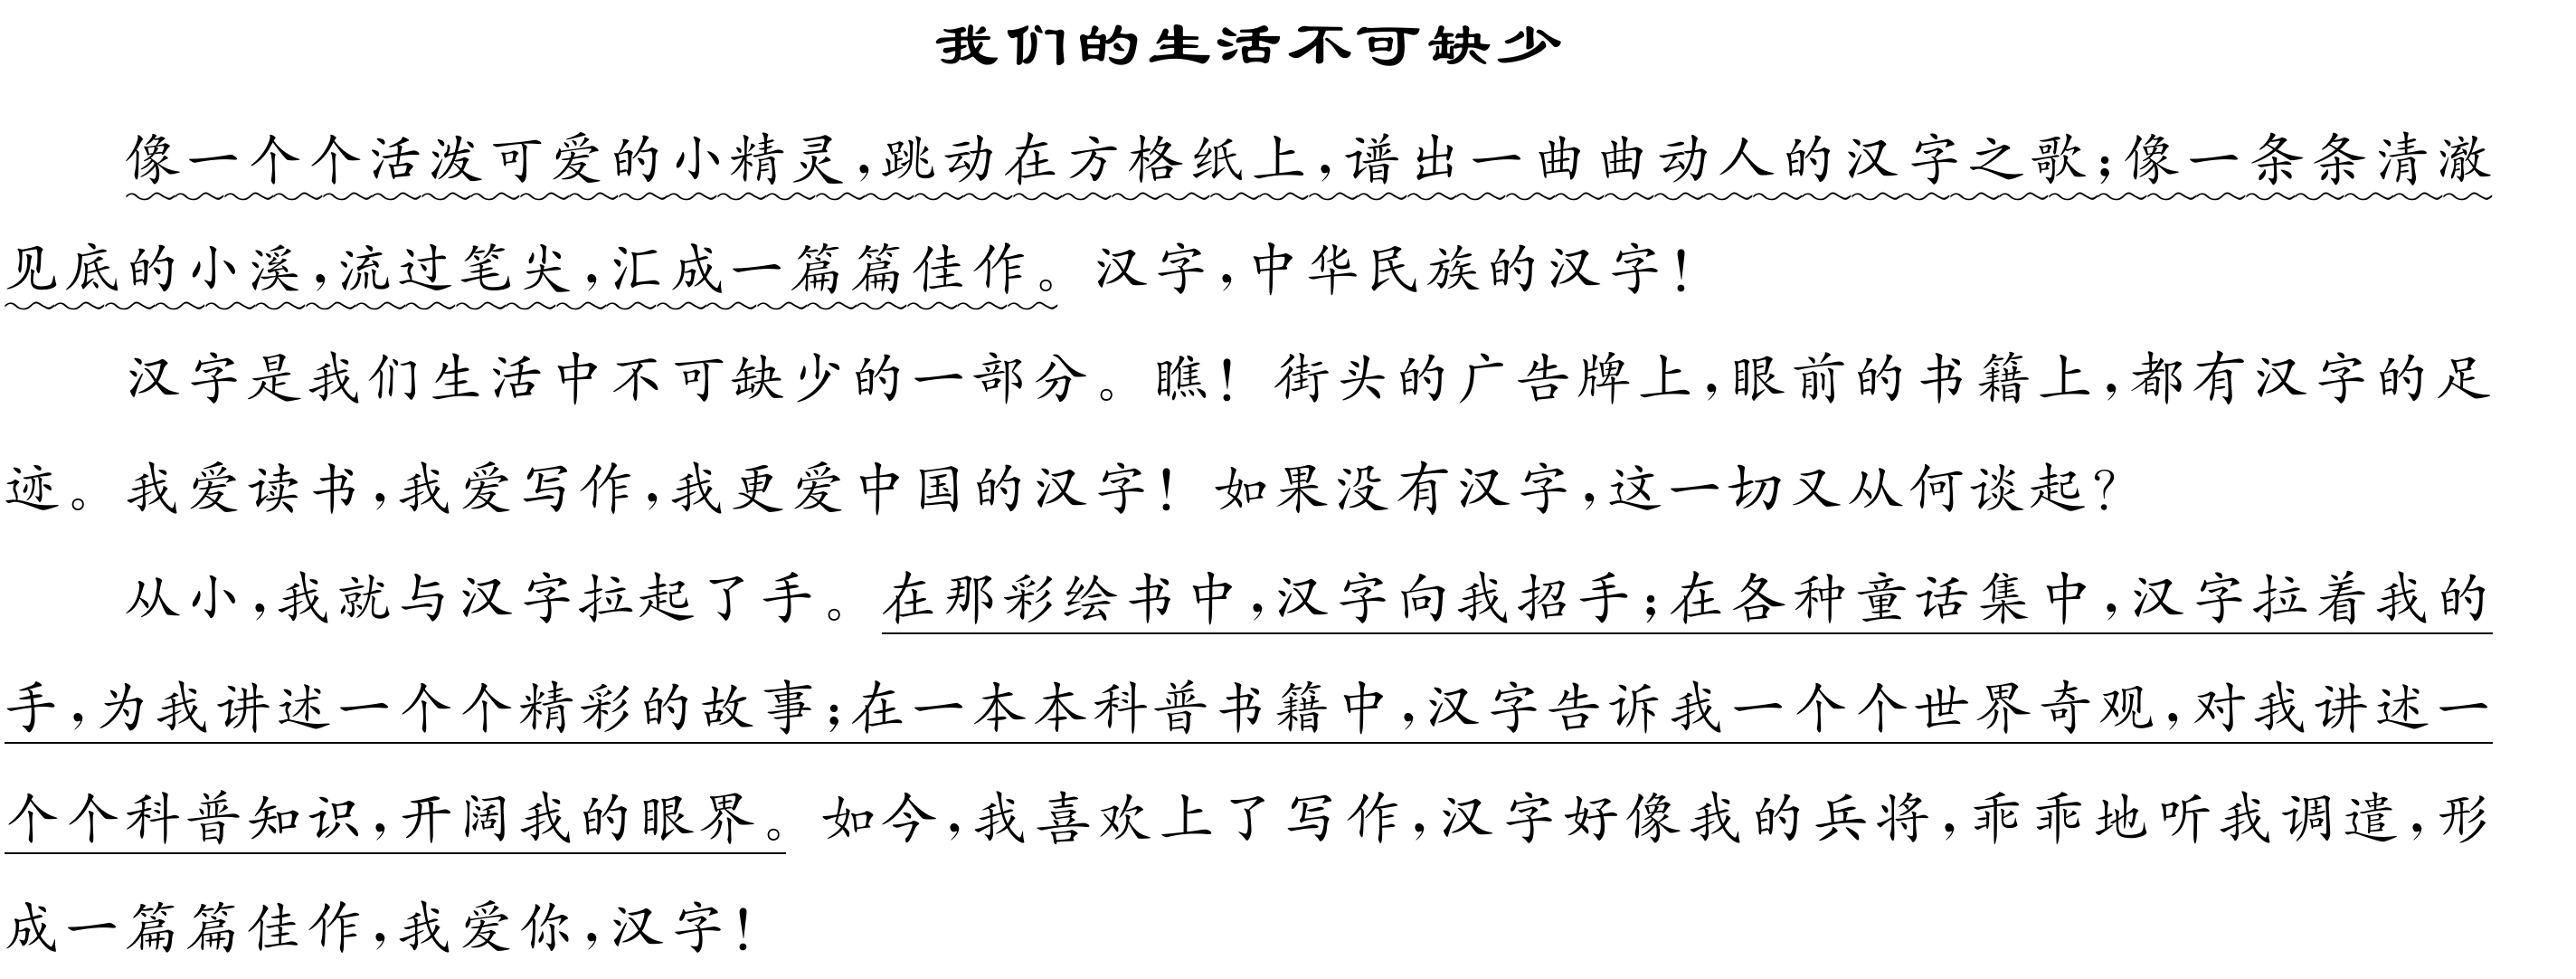 我们的生活不可缺少
像一个个活泼可爱的小精灵,跳动在方格纸上,谱出一曲曲动人的汉字之歌;像一条条清澈
见底的小溪,流过笔尖,汇成一篇篇佳作。汉字,中华民族的汉字!
汉字是我们生活中不可缺少的一部分。瞧!街头的广告牌上,眼前的书籍上,都有汉字的足
迹。我爱读书,我爱写作,我更爱中国的汉字!如果没有汉字,这一切又从何谈起?
从小,我就与汉字拉起了手。在那彩绘书中,汉字向我招手;在各种童话集中,汉字拉着我的
手,为我讲述一个个精彩的故事;在一本本科普书籍中,汉字告诉我一个个世界奇观,对我讲述一
个个科普知识,开阔我的眼界。如今,我喜欢上了写作,汉字好像我的兵将,乖乖地听我调遣,形
成一篇篇佳作,我爱你,汉字!